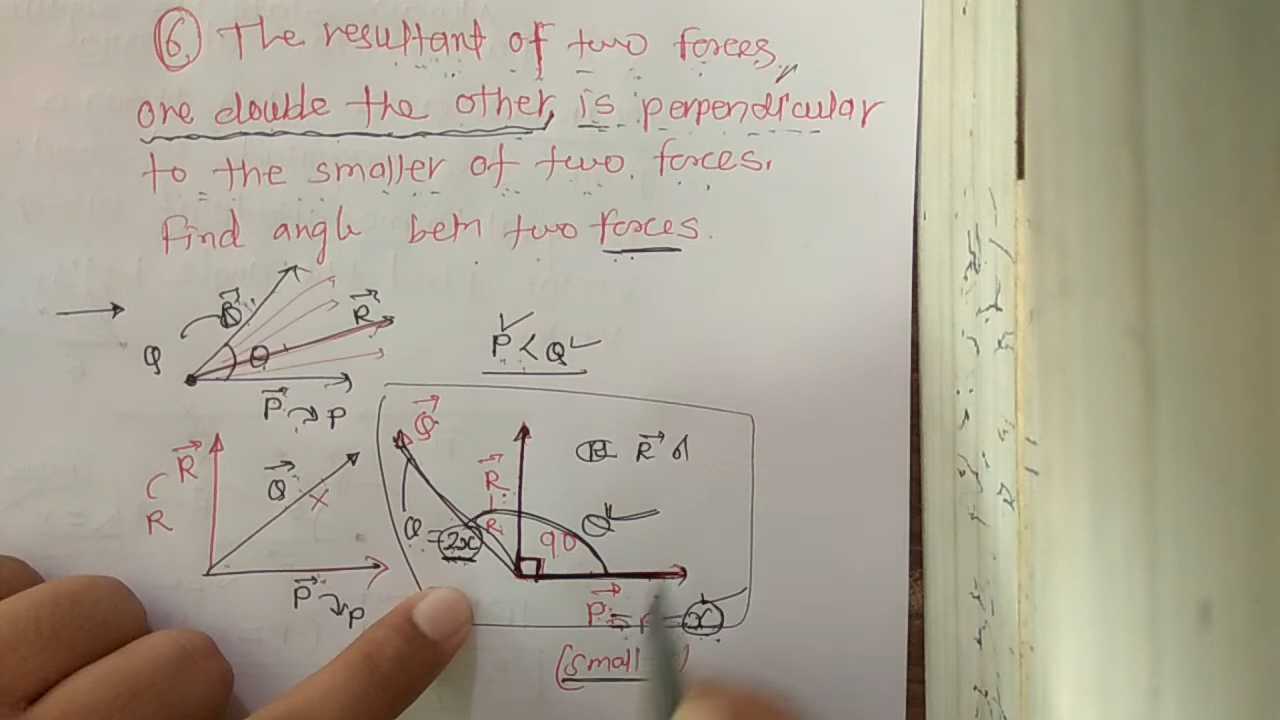 ⑥ The resultant of two forces,
one double the other, is perpendicular
to the smaller of two forces.
Find angle betn two forces.
B⃗
R⃗
Q
θ
P⃗ P
P < Q
R⃗
R
Q⃗
P⃗ P
Q⃗
R⃗
R
R⃗
Q = 2x
90
θ
P⃗ = x
(small